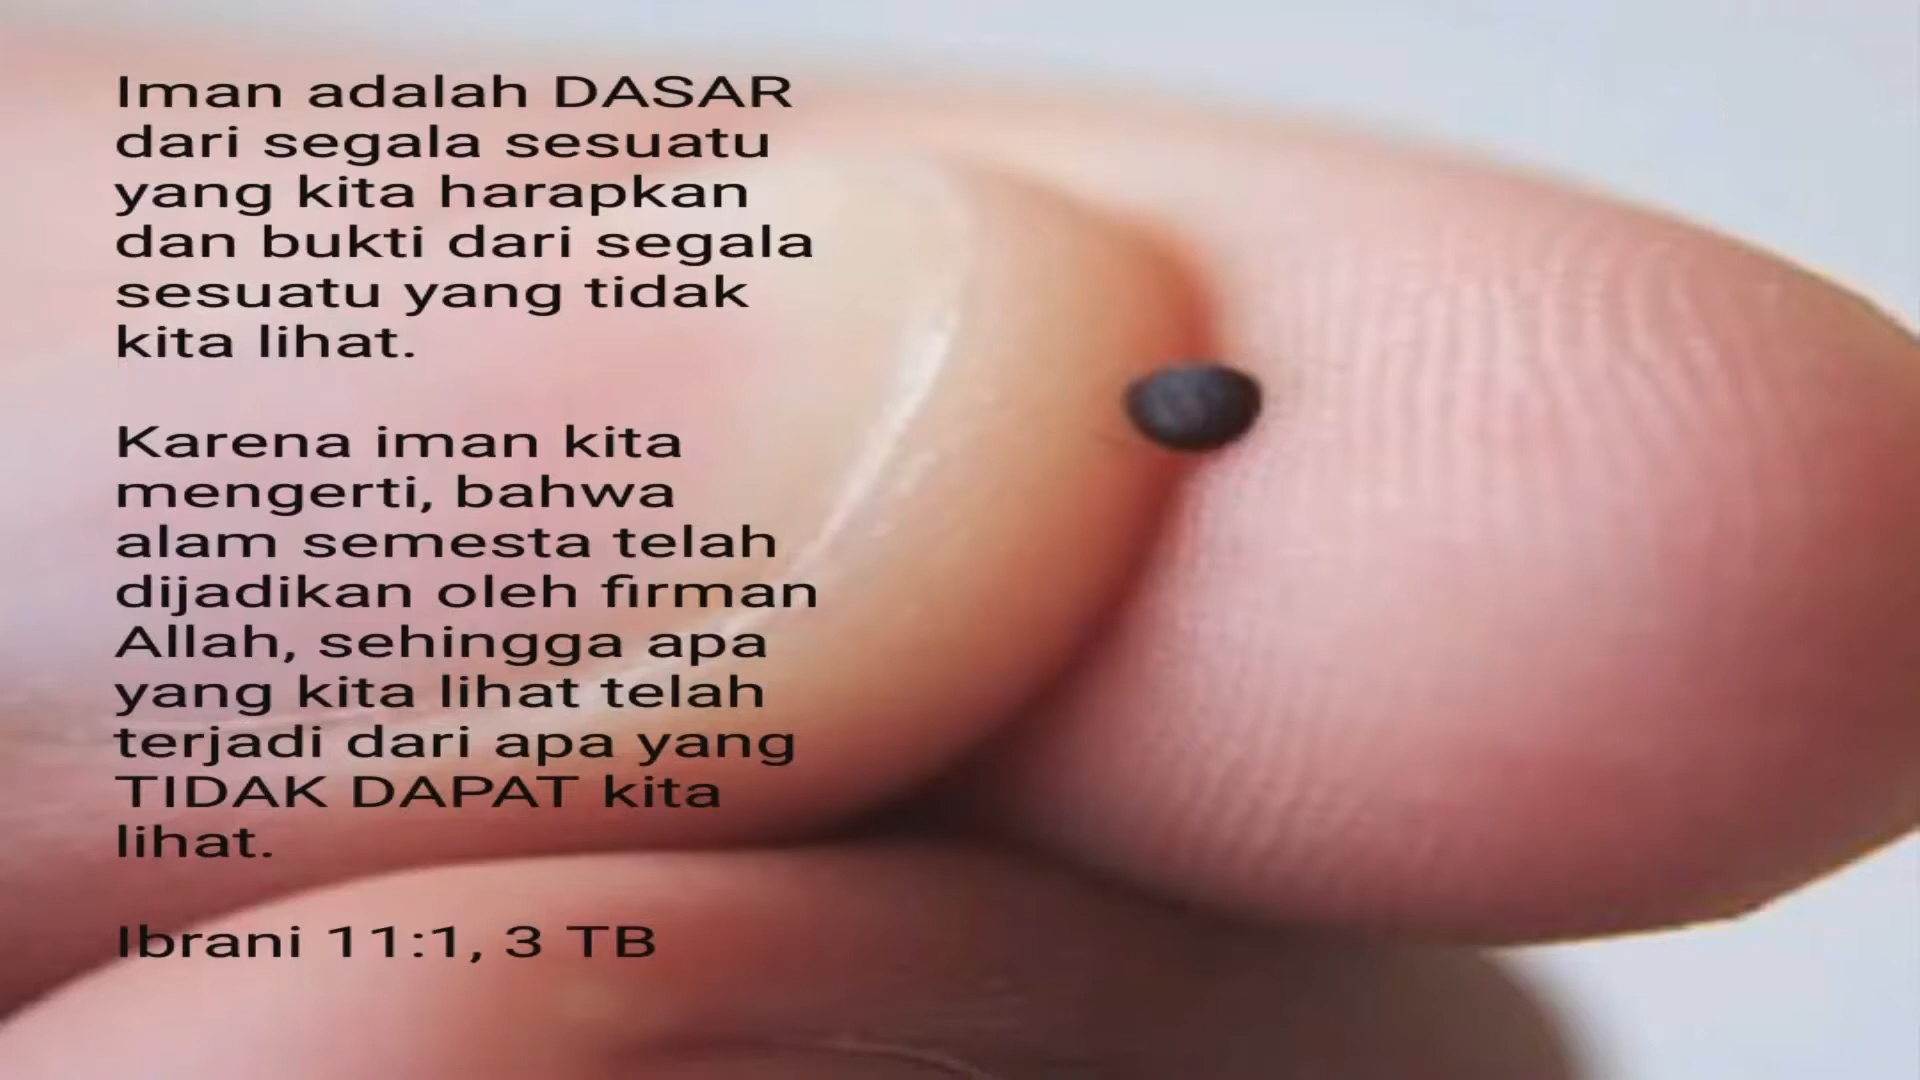 Iman adalah DASAR
dari segala sesuatu
yang kita harapkan
dan bukti dari segala
sesuatu yang tidak
kita lihat.
Karena iman kita
mengerti, bahwa
alam semesta telah
dijadikan oleh firman
Allah, sehingga apa
yang kita lihat telah
terjadi dari apa yang
TIDAK DAPAT kita
lihat.
Ibrani 11:1, 3 TB